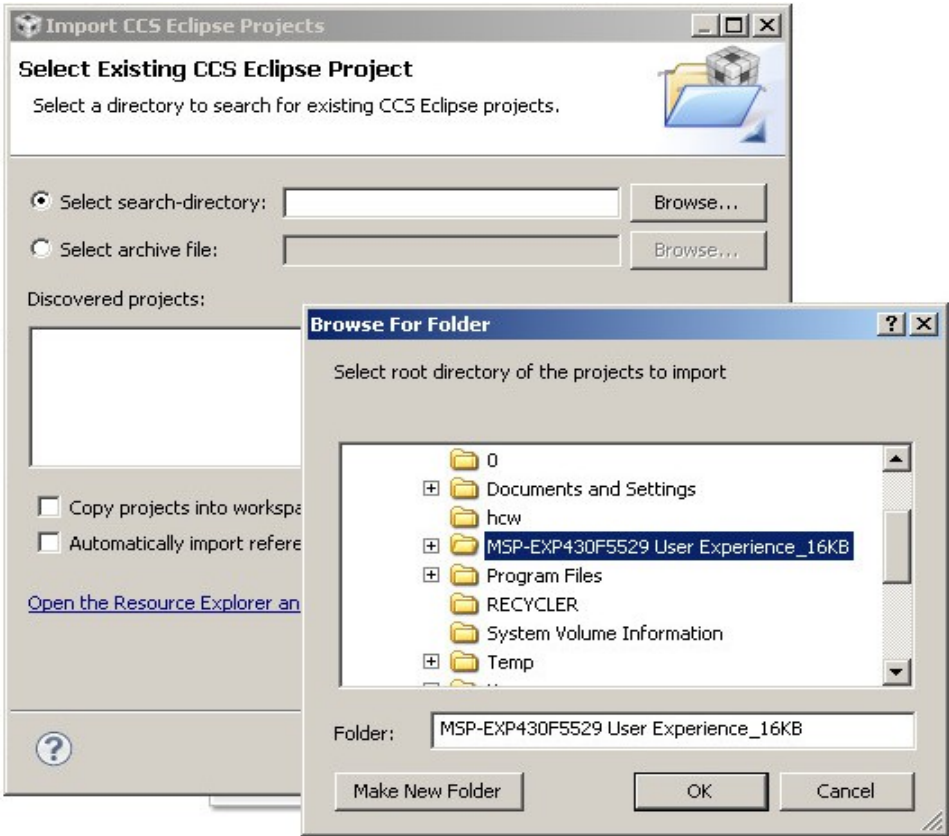 Import CCS Eclipse Projects
Select Existing CCS Eclipse Project
Select a directory to search for existing CCS Eclipse projects.
Select search-directory:
Browse...
Select archive file:
Browse...
Discovered projects:
Copy projects into workspa
Automatically import refere
Open the Resource Explorer an
?
Browse For Folder
?
Select root directory of the projects to import
0
Documents and Settings
hcw
MSP-EXP430F5529 User Experience_16KB
Program Files
RECYCLER
System Volume Information
Temp
Folder:
MSP-EXP430F5529 User Experience_16KB
Make New Folder
OK
Cancel